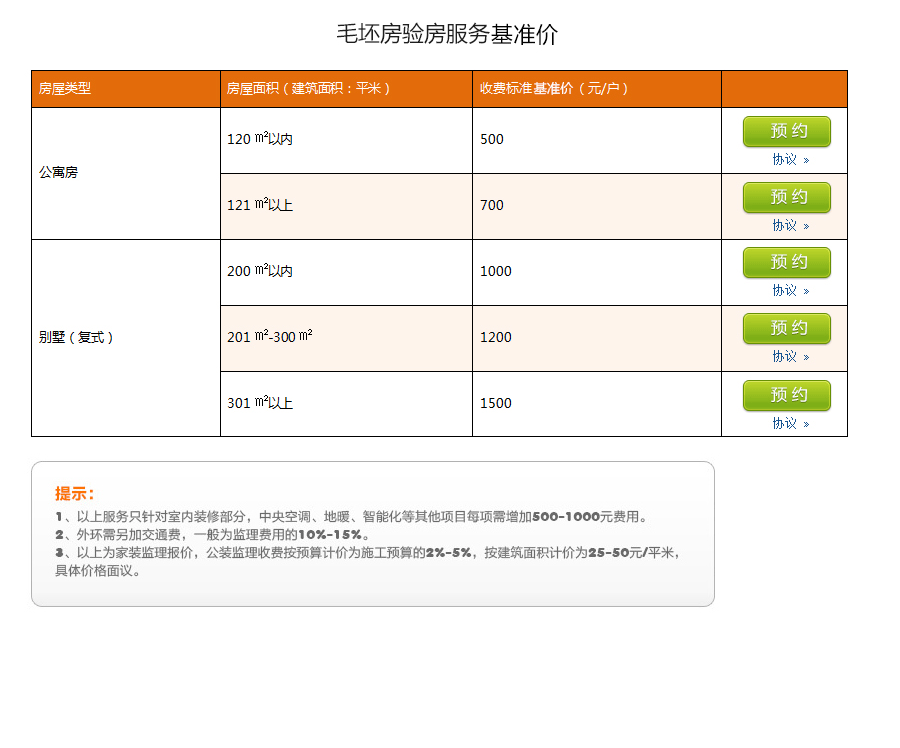 毛坯房验房服务基准价
房屋类型 房屋面积（建筑面积：平米） 收费标准基准价（元/户）
120 ㎡以内 500 预 约
协议 »
公寓房
121 ㎡以上 700 预 约
协议 »
200 ㎡以内 1000 预 约
协议 »
别墅（复式） 201 ㎡-300 ㎡ 1200 预 约
协议 »
301 ㎡以上 1500 预 约
协议 »
提示：
1、以上服务只针对室内装修部分，中央空调、地暖、智能化等其他项目每项需增加500-1000元费用。
2、外环需另加交通费，一般为监理费用的10%-15%。
3、以上为家装监理报价，公装监理收费按预算计价为施工预算的2%-5%，按建筑面积计价为25-50元/平米，
具体价格面议。